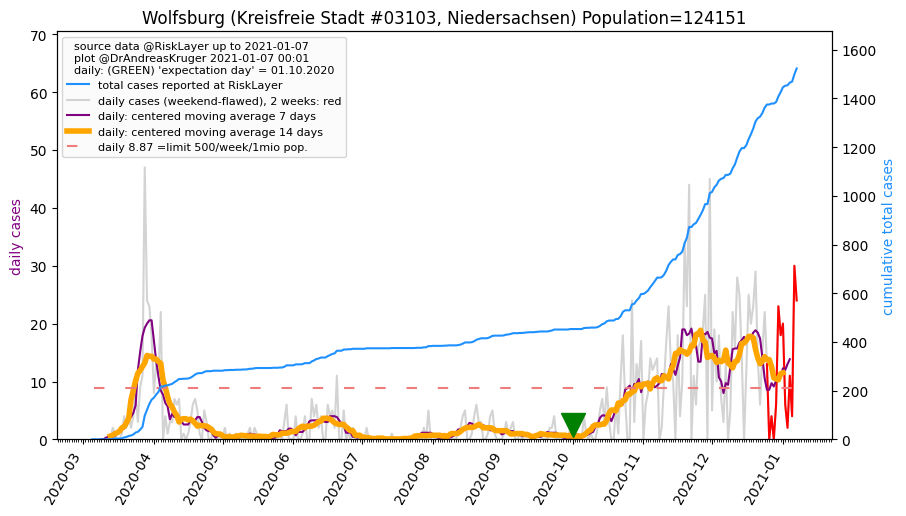 Wolfsburg (Kreisfreie Stadt #03103, Niedersachsen) Population=124151
source data @RiskLayer up to 2021-01-07
plot @DrAndreasKruger 2021-01-07 00:01
daily: (GREEN) 'expectation day' = 01.10.2020
total cases reported at RiskLayer
daily cases (weekend-flawed), 2 weeks: red
daily: centered moving average 7 days
daily: centered moving average 14 days
daily 8.87 =limit 500/week/1mio pop.
daily cases
70
60
50
40
30
20
10
0
cumulative total cases
1600
1400
1200
1000
800
600
400
200
0
2020-03
2020-04
2020-05
2020-06
2020-07
2020-08
2020-09
2020-10
2020-11
2020-12
2021-01